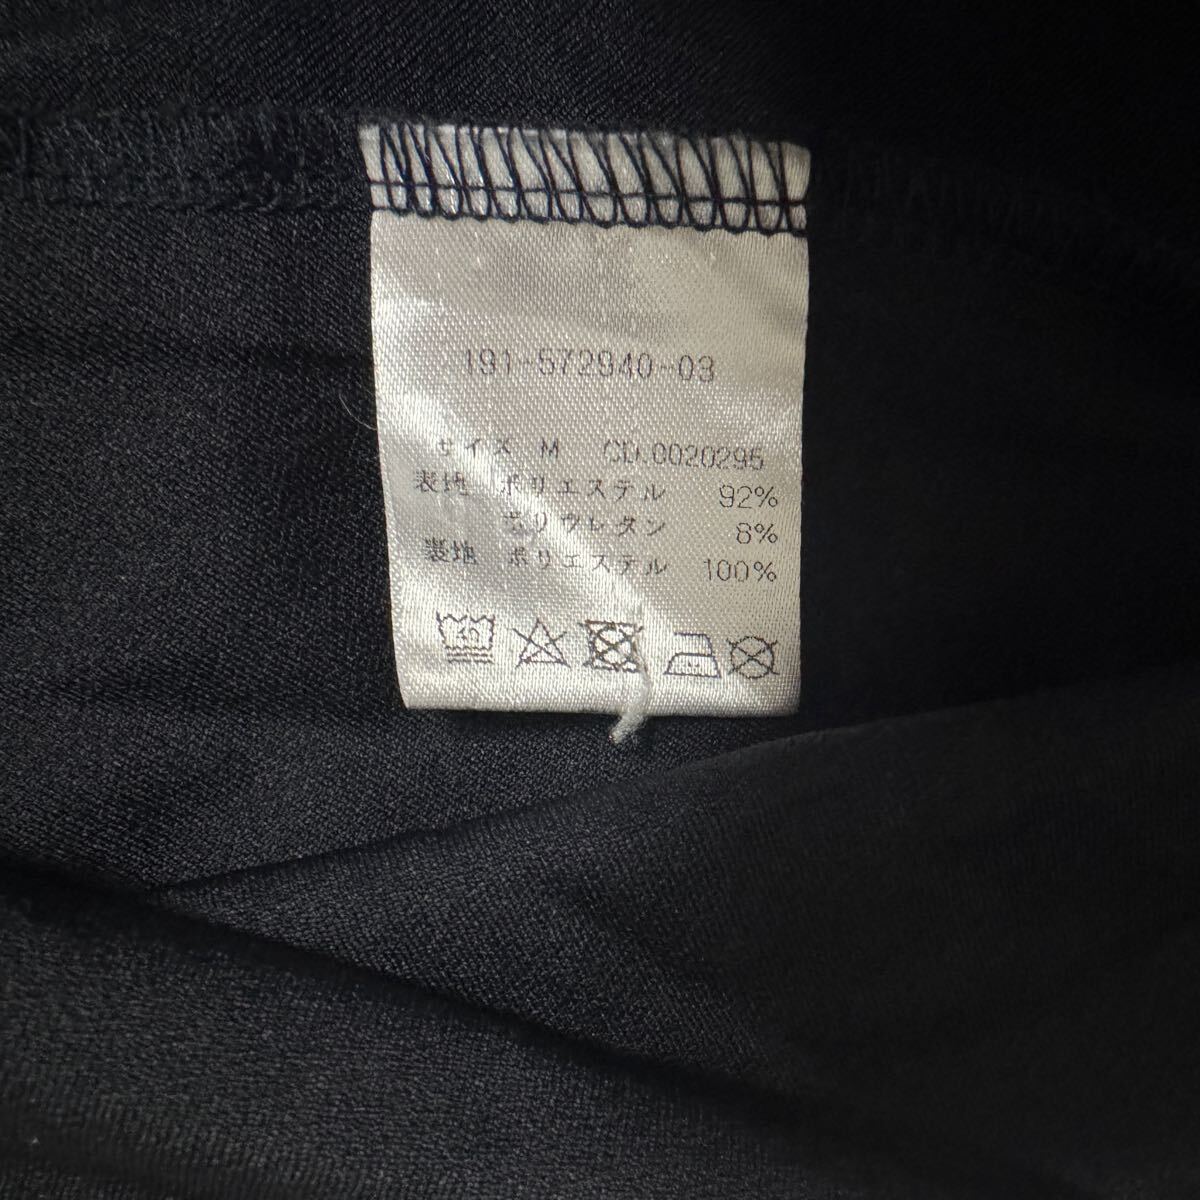 191-572940-03
サイズ M CD.0020295
表地 ポリエステル 92%
ポリウレタン 8%
裏地 ポリエステル 100%